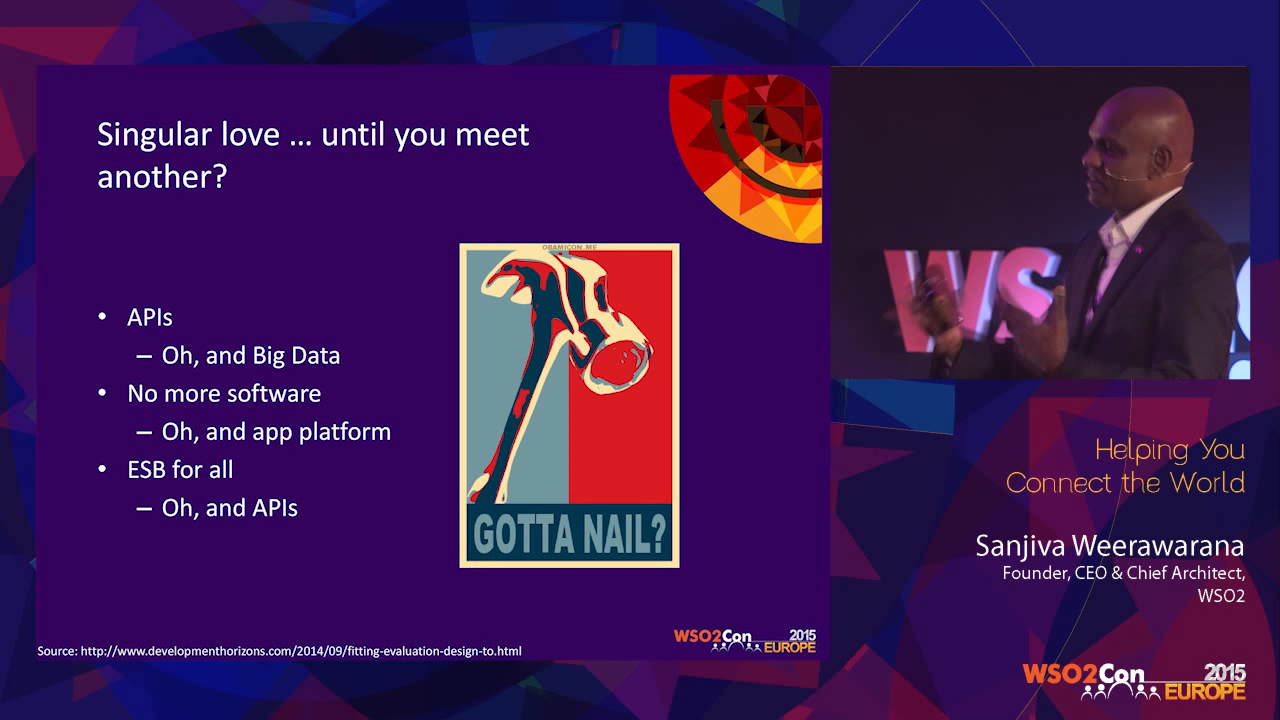 Singular love … until you meet
another?
• APIs
– Oh, and Big Data
• No more software
– Oh, and app platform
• ESB for all
– Oh, and APIs
OBAMICON.ME
GOTTA NAIL?
Source: http://www.developmenthorizons.com/2014/09/fitting-evaluation-design-to.html
WSO2Con 2015
EUROPE
WS
Helping You
Connect the World
Sanjiva Weerawarana
Founder, CEO & Chief Architect,
WSO2
WSO2Con 2015
EUROPE